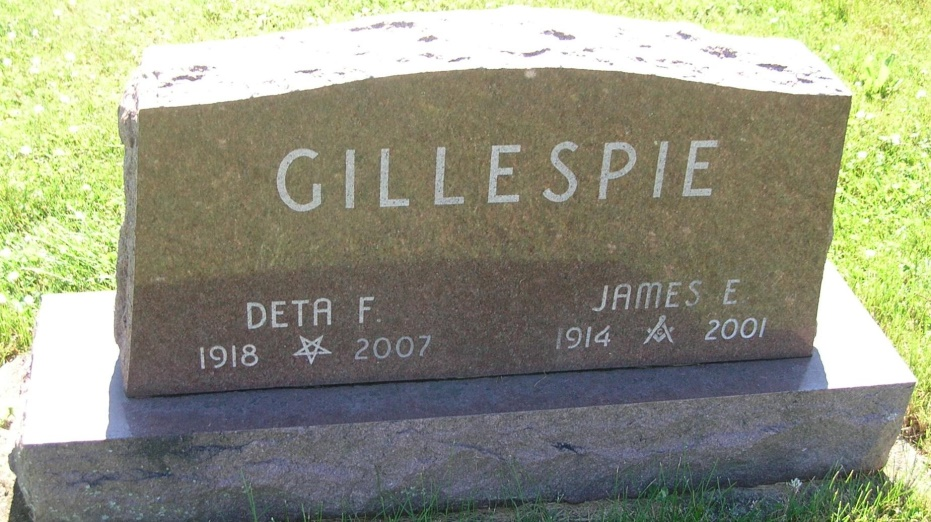 GILLESPIE
DETA F.
1918 2007
JAMES E
1914 2001